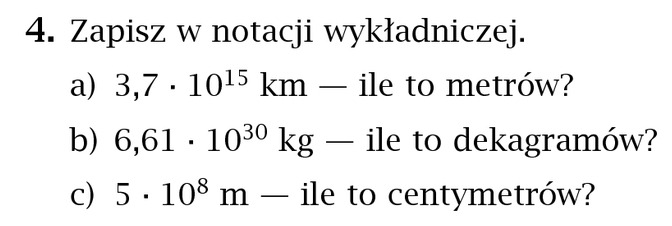 4. Zapisz w notacji wykładniczej.
a) 3,7 · 10¹⁵ km — ile to metrów?
b) 6,61 · 10³⁰ kg — ile to dekagramów?
c) 5 · 10⁸ m — ile to centymetrów?